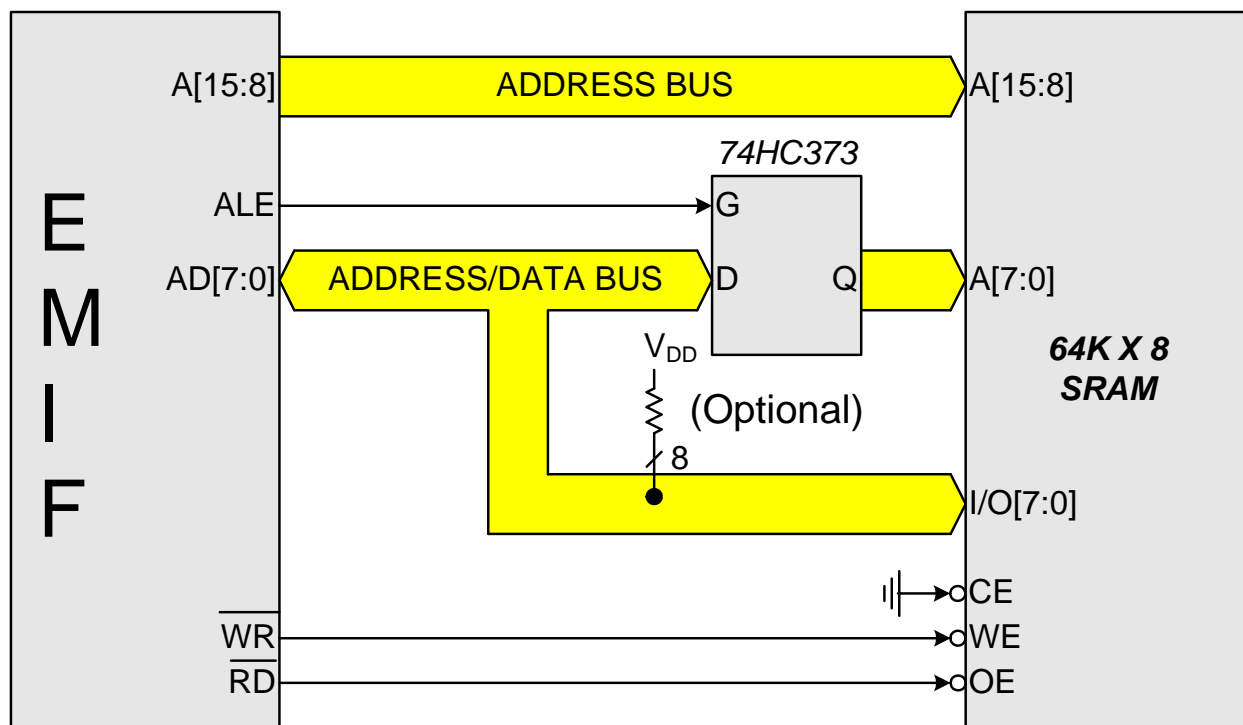 A[15:8]
ADDRESS BUS
A[15:8]
74HC373
ALE
G
EMIF
AD[7:0]
ADDRESS/DATA BUS
D
Q
A[7:0]
VDD
(Optional)
8
64K X 8
SRAM
I/O[7:0]
CE
WR
WE
RD
OE